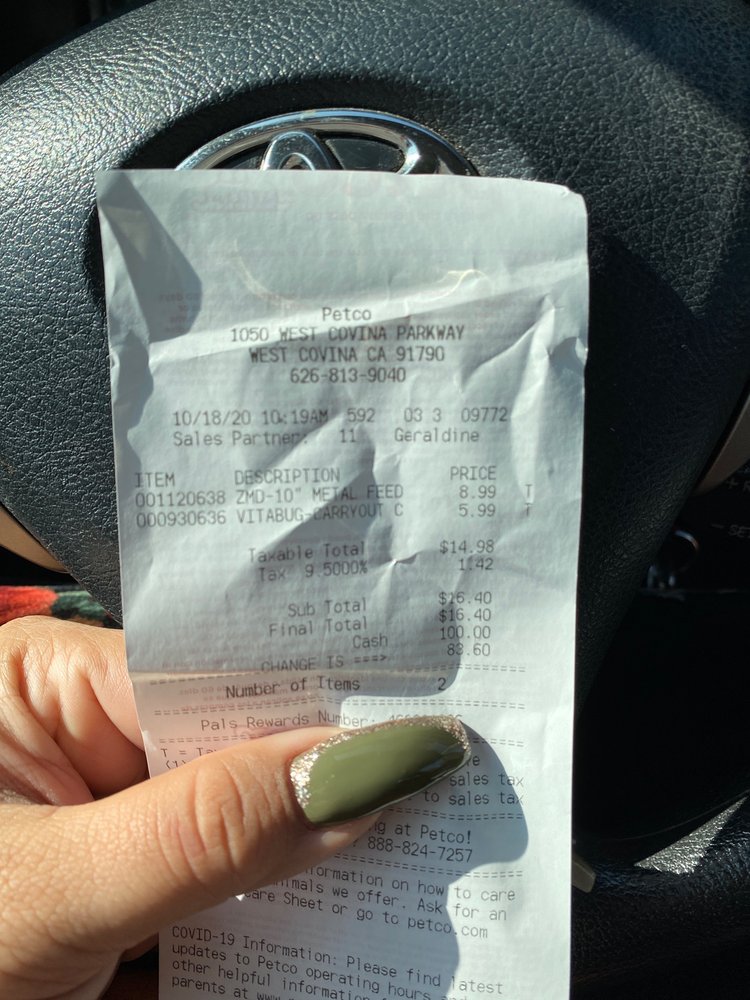 Petco
1050 WEST COVINA PARKWAY
WEST COVINA CA 91790
626-813-9040
10/18/20 10:19AM 592 03 3 09772
Sales Partner: 11 Geraldine
ITEM DESCRIPTION PRICE
001120638 ZMD-10" METAL FEED 8.99 T
000930636 VITABUG-CARRYOUT C 5.99 T
Taxable Total $14.98
Tax 9.5000% 1.42
Sub Total $16.40
Final Total $16.40
Cash 100.00
CHANGE IS ===> 83.60
Number of Items 2
Pals Rewards Number:
T =
sales tax
to sales tax
at Petco!
888-824-7257
on how to care
we offer. Ask for an
Sheet or go to petco.com
COVID-19 Information: Please find latest
updates to Petco operating hours and
other helpful information
parents at